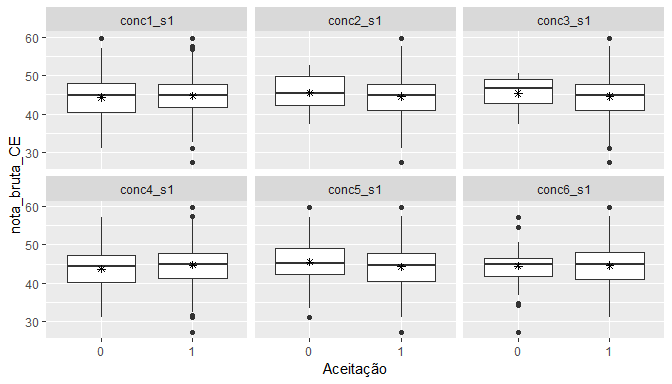 conc1_s1 conc2_s1 conc3_s1
60
50
40
30
conc4_s1 conc5_s1 conc6_s1
60
50
40
30
nota_bruta_CE
0 1 0 1 0 1
Aceitação